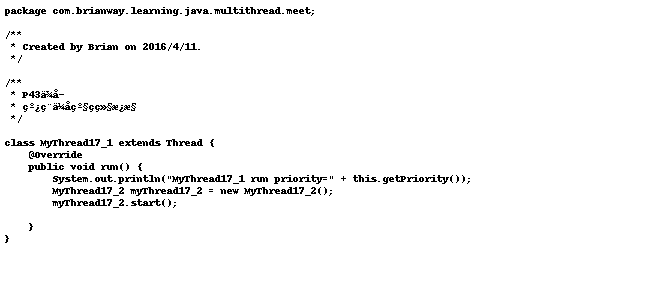 package com.brianway.learning.java.multithread.meet;
/**
 * Created by Brian on 2016/4/11.
 */
/**
 * P43ä¾å­
 * çº¿ç¨ä¼åçº§çç»§æ¿æ§
 */
class MyThread17_1 extends Thread {
    @Override
    public void run() {
        System.out.println("MyThread17_1 run priority=" + this.getPriority());
        MyThread17_2 myThread17_2 = new MyThread17_2();
        myThread17_2.start();
    }
}